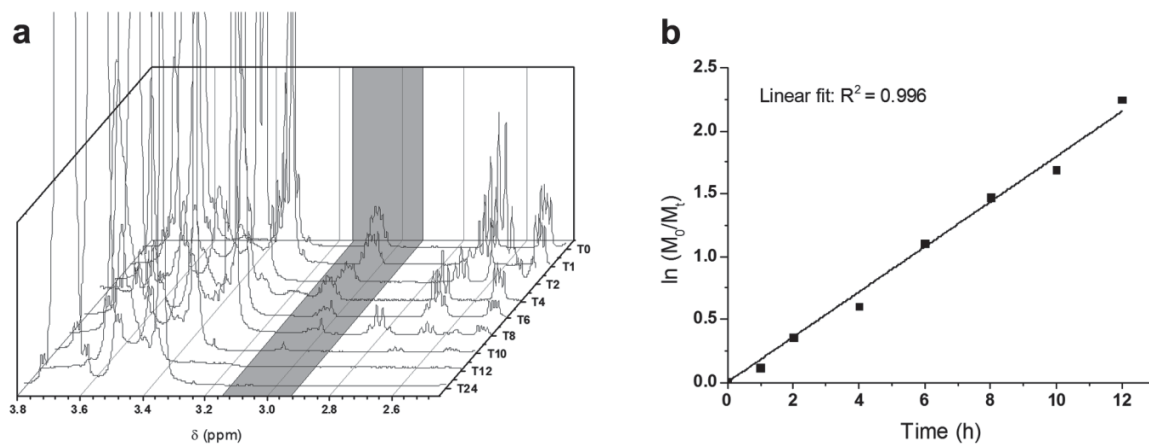 a
T0
T1
T2
T4
T6
T8
T10
T12
T24
3.8 3.6 3.4 3.2 3.0 2.8 2.6
δ (ppm)
b
Linear fit: R² = 0.996
2.5
2.0
1.5
1.0
0.5
0.0
ln (M₀/Mₜ)
0 2 4 6 8 10 12
Time (h)